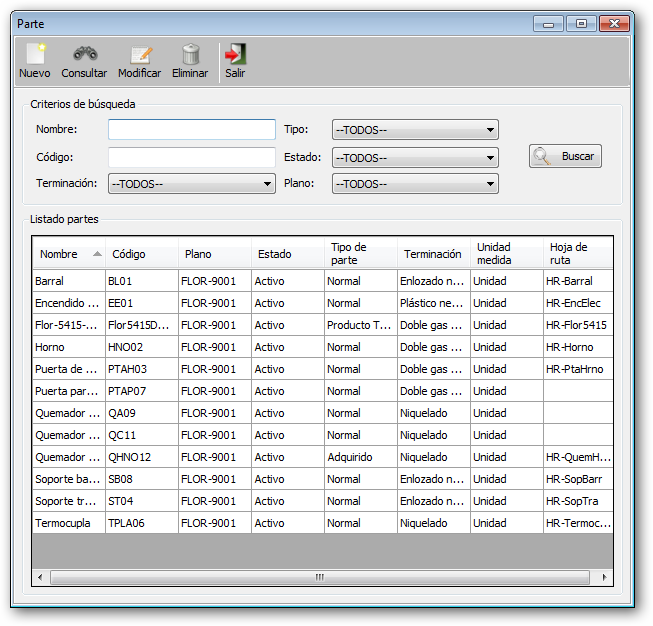 Parte
Nuevo Consultar Modificar Eliminar Salir
Criterios de búsqueda
Nombre: Tipo: --TODOS--
Código: Estado: --TODOS-- Buscar
Terminación: --TODOS-- Plano: --TODOS--
Listado partes
Nombre Código Plano Estado Tipo de parte Terminación Unidad medida Hoja de ruta
Barral BL01 FLOR-9001 Activo Normal Enlozado n... Unidad HR-Barral
Encendido ... EE01 FLOR-9001 Activo Normal Plástico ne... Unidad HR-EncElec
Flor-5415-... Flor5415D... FLOR-9001 Activo Producto T... Doble gas ... Unidad HR-Flor5415
Horno HNO02 FLOR-9001 Activo Normal Doble gas ... Unidad HR-Horno
Puerta de ... PTAH03 FLOR-9001 Activo Normal Doble gas ... Unidad HR-PtaHrno
Puerta par... PTAP07 FLOR-9001 Activo Normal Doble gas ... Unidad
Quemador ... QA09 FLOR-9001 Activo Normal Niquelado Unidad
Quemador ... QC11 FLOR-9001 Activo Normal Niquelado Unidad
Quemador ... QHNO12 FLOR-9001 Activo Adquirido Niquelado Unidad HR-QuemH...
Soporte ba... SB08 FLOR-9001 Activo Normal Enlozado n... Unidad HR-SopBarr
Soporte tr... ST04 FLOR-9001 Activo Normal Enlozado n... Unidad HR-SopTra
Termocupla TPLA06 FLOR-9001 Activo Normal Niquelado Unidad HR-Termoc...